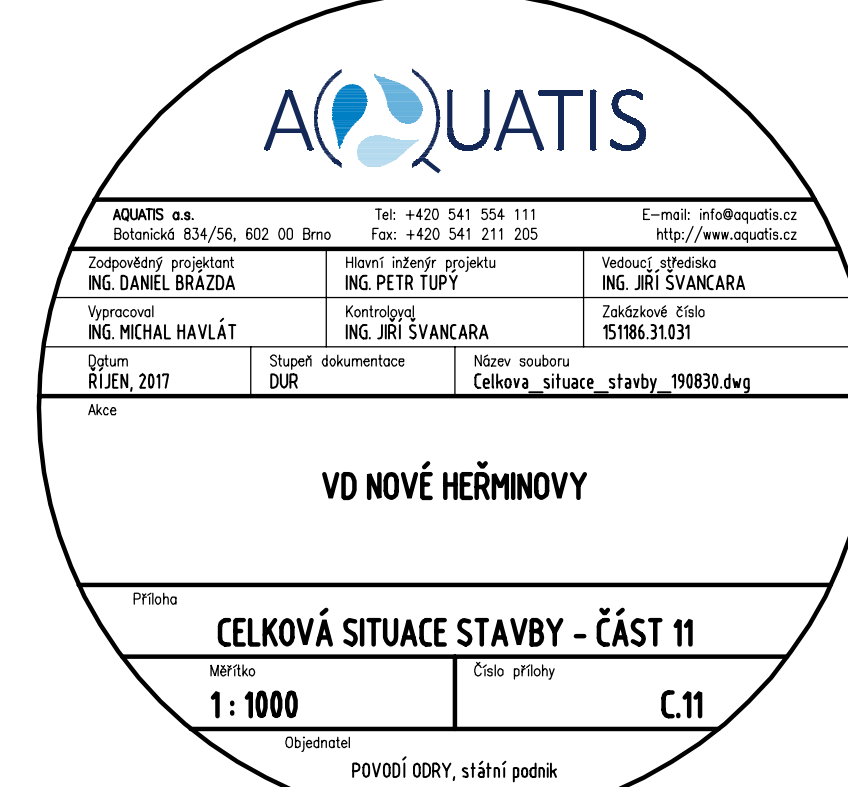 AQUATIS
AQUATIS a.s. Tel: +420 541 554 111 E-mail: info@aquatis.cz
Botanická 834/56, 602 00 Brno Fax: +420 541 211 205 http://www.aquatis.cz
Zodpovědný projektant Hlavní inženýr projektu Vedoucí střediska
ING. DANIEL BRÁZDA ING. PETR TUPÝ ING. JIŘÍ ŠVANCARA
Vypracoval Kontroloval Zakázkové číslo
ING. MICHAL HAVLÁT ING. JIŘÍ ŠVANCARA 151186.31.031
Datum Stupeň dokumentace Název souboru
ŘÍJEN, 2017 DUR Celkova_situace_stavby_190830.dwg
Akce
VD NOVÉ HEŘMINOVY
Příloha
CELKOVÁ SITUACE STAVBY - ČÁST 11
Měřítko Číslo přílohy
1 : 1000 C.11
Objednatel
POVODÍ ODRY, státní podnik